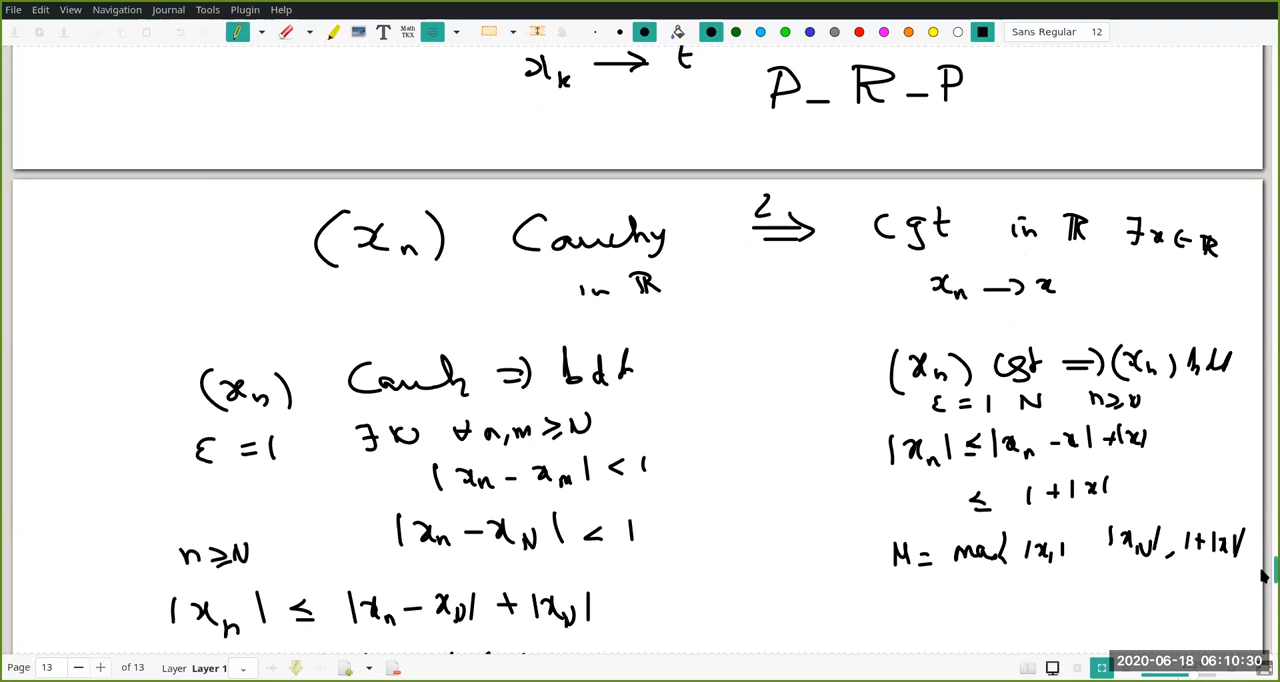 File Edit View Navigation Journal Tools Plugin Help
Math TKX Sans Regular 12
x_k → t
P_R_P
(x_n) Cauchy ⇒ Cgt in ℝ ∃x∈ℝ
in ℝ x_n → x
(x_n) Cauch ⇒ bdd
ε = 1 ∃ N ∀ n,m ≥ N
|x_n - x_m| < 1
|x_n - x_N| < 1
n ≥ N
|x_n| ≤ |x_n - x_N| + |x_N|
(x_n) cgt ⇒ (x_n) bdd
ε = 1 N n ≥ N
|x_n| ≤ |x_n - x| + |x|
≤ 1 + |x|
M = max |x_1| |x_N|, 1+|x|
Page 13 of 13 Layer Layer 1
2020-06-18 06:10:30